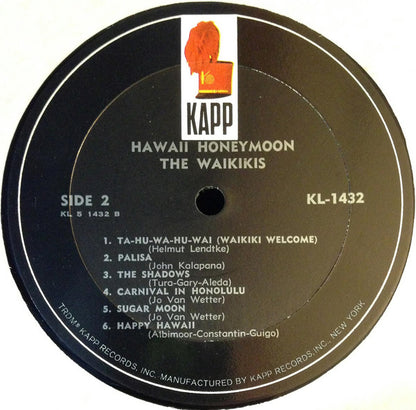 KAPP
HAWAII HONEYMOON
THE WAIKIKIS
SIDE 2
KL 5 1432 B
KL-1432
1. TA-HU-WA-HU-WAI (WAIKIKI WELCOME)
(Helmut Lendtke)
2. PALISA
(John Kalapana)
3. THE SHADOWS
(Tura-Gary-Aleda)
4. CARNIVAL IN HONOLULU
(Jo Van Wetter)
5. SUGAR MOON
(Jo Van Wetter)
6. HAPPY HAWAII
(Albimoor-Constantin-Guigo)
TRDM® KAPP RECORDS, INC.·MANUFACTURED BY KAPP RECORDS, INC., NEW YORK.